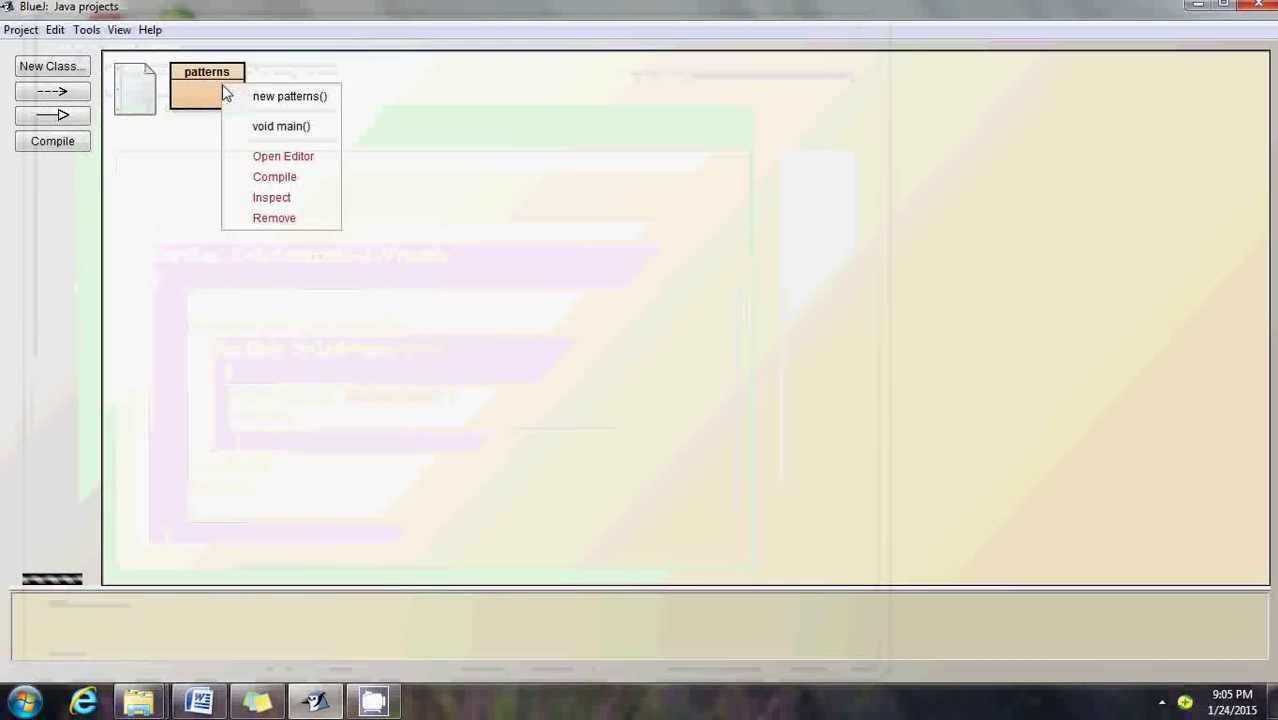 BlueJ: Java projects
Project Edit Tools View Help
New Class...
Compile
patterns
new patterns()
void main()
Open Editor
Compile
Inspect
Remove
9:05 PM
1/24/2015